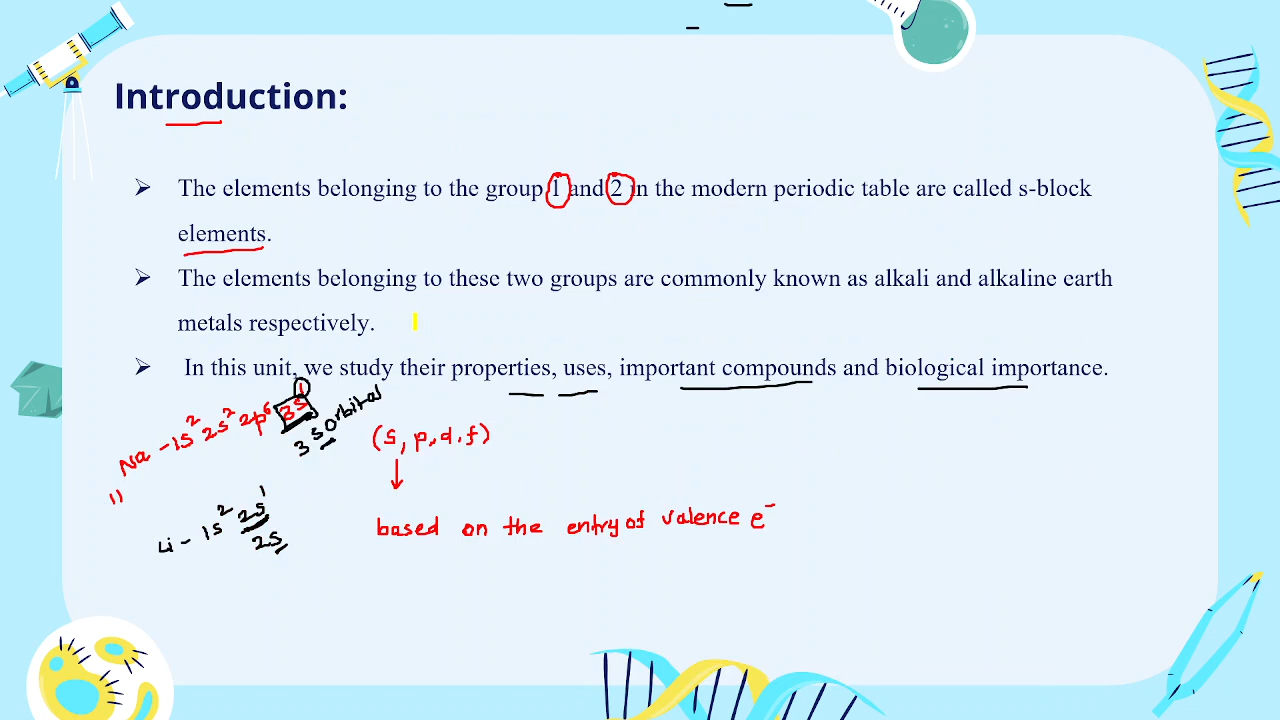 Introduction:
The elements belonging to the group 1 and 2 in the modern periodic table are called s-block
elements.
The elements belonging to these two groups are commonly known as alkali and alkaline earth
metals respectively.
In this unit, we study their properties, uses, important compounds and biological importance.
Na - 1s² 2s² 2p⁶ 3s¹
11
3s orbital
(s, p, d, f)
Li - 1s² 2s¹
2s
based on the entry of valence e⁻